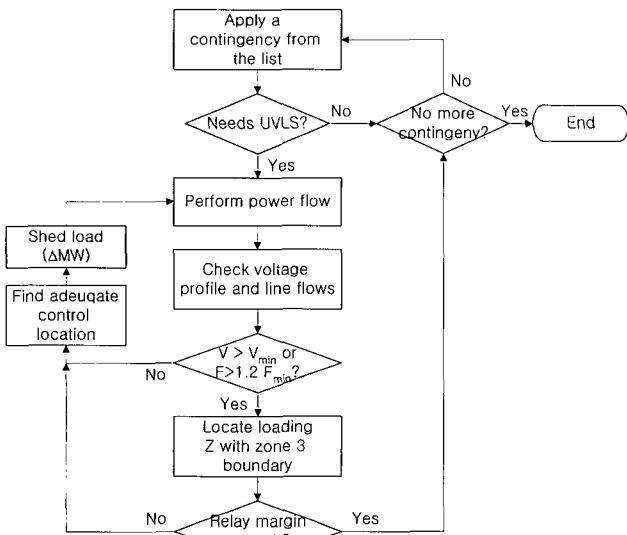 Apply a
contingency from
the list
No
Needs UVLS?
No
No more
contingeny?
Yes
End
Yes
Perform power flow
Shed load
(ΔMW)
Check voltage
profile and line flows
Find adeuqate
control
location
V > Vmin or
F>1.2 Fmin?
No
Yes
Locate loading
Z with zone 3
boundary
No
Relay margin
Yes